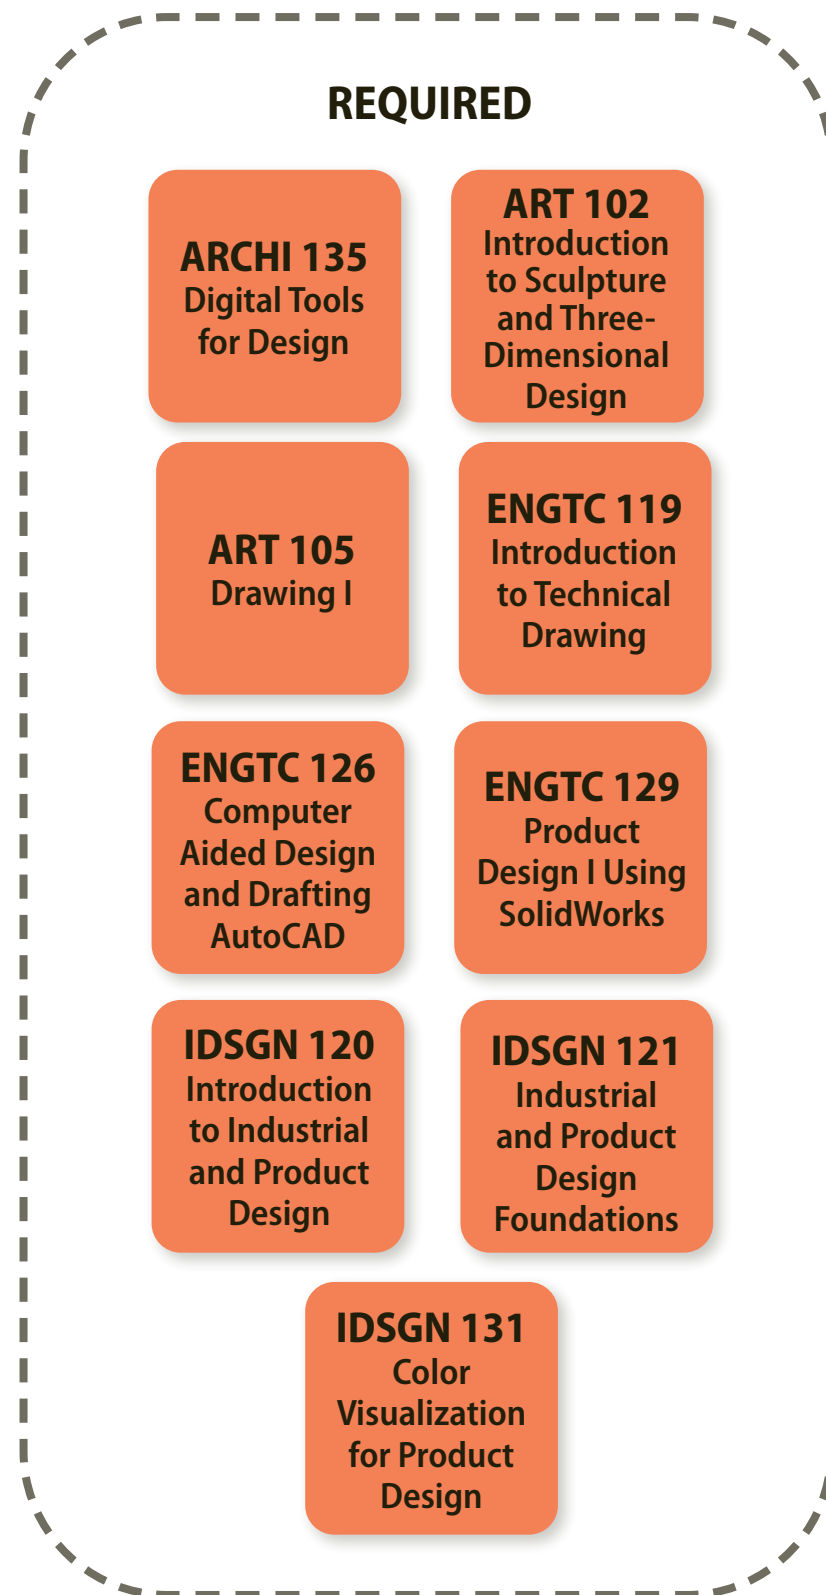 REQUIRED
ARCHI 135
Digital Tools
for Design
ART 102
Introduction
to Sculpture
and Three-
Dimensional
Design
ART 105
Drawing I
ENGTC 119
Introduction
to Technical
Drawing
ENGTC 126
Computer
Aided Design
and Drafting
AutoCAD
ENGTC 129
Product
Design I Using
SolidWorks
IDSGN 120
Introduction
to Industrial
and Product
Design
IDSGN 121
Industrial
and Product
Design
Foundations
IDSGN 131
Color
Visualization
for Product
Design